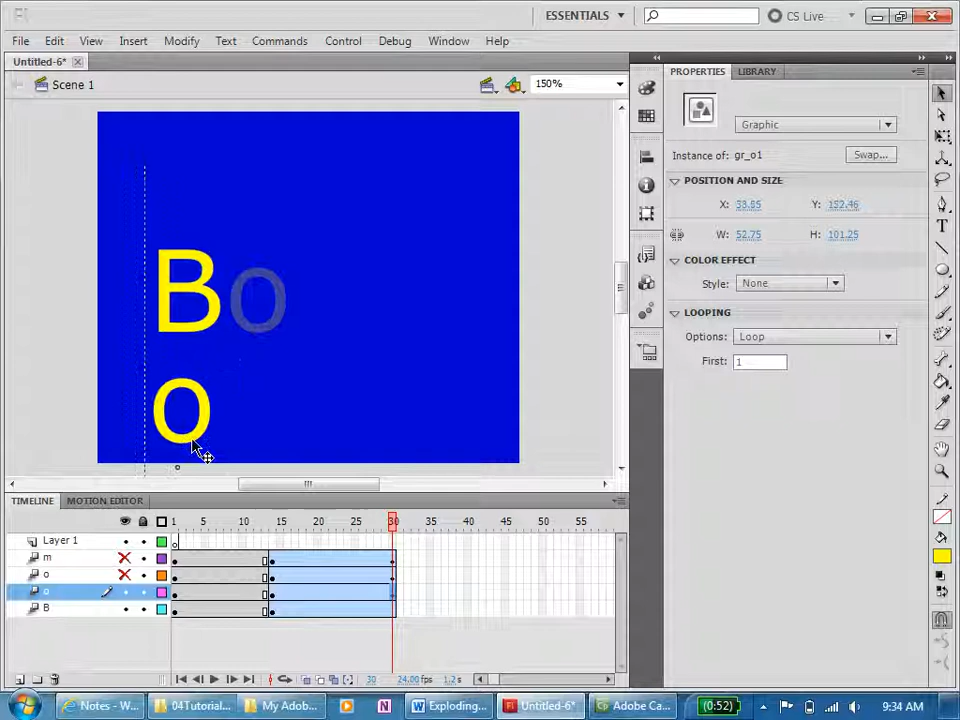 Fl
ESSENTIALS
CS Live
File Edit View Insert Modify Text Commands Control Debug Window Help
Untitled-6*
PROPERTIES LIBRARY
Scene 1
150%
Graphic
Instance of: gr_o1
Swap...
POSITION AND SIZE
X: 33.85 Y: 152.46
W: 52.75 H: 101.25
COLOR EFFECT
Style: None
LOOPING
Options: Loop
First: 1
Bo
o
TIMELINE MOTION EDITOR
1 5 10 15 20 25 30 35 40 45 50 55
Layer 1
m
o
o
B
30 24.00 fps 1.2 s
Notes - W...
04Tutorial...
My Adob...
Exploding...
Untitled-6*
Adobe Ca...
(0:52)
9:34 AM